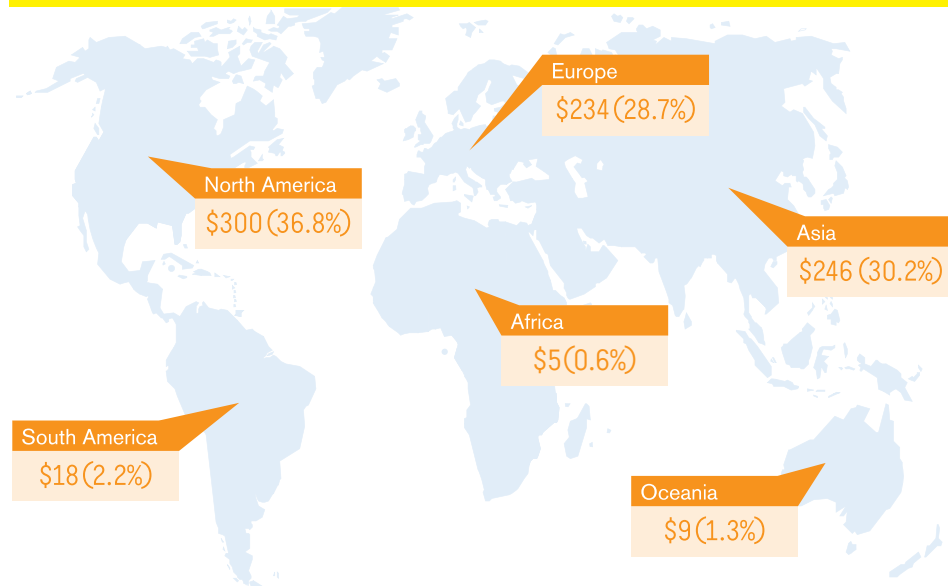 Europe
$234 (28.7%)
North America
$300 (36.8%)
Asia
$246 (30.2%)
Africa
$5 (0.6%)
South America
$18 (2.2%)
Oceania
$9 (1.3%)